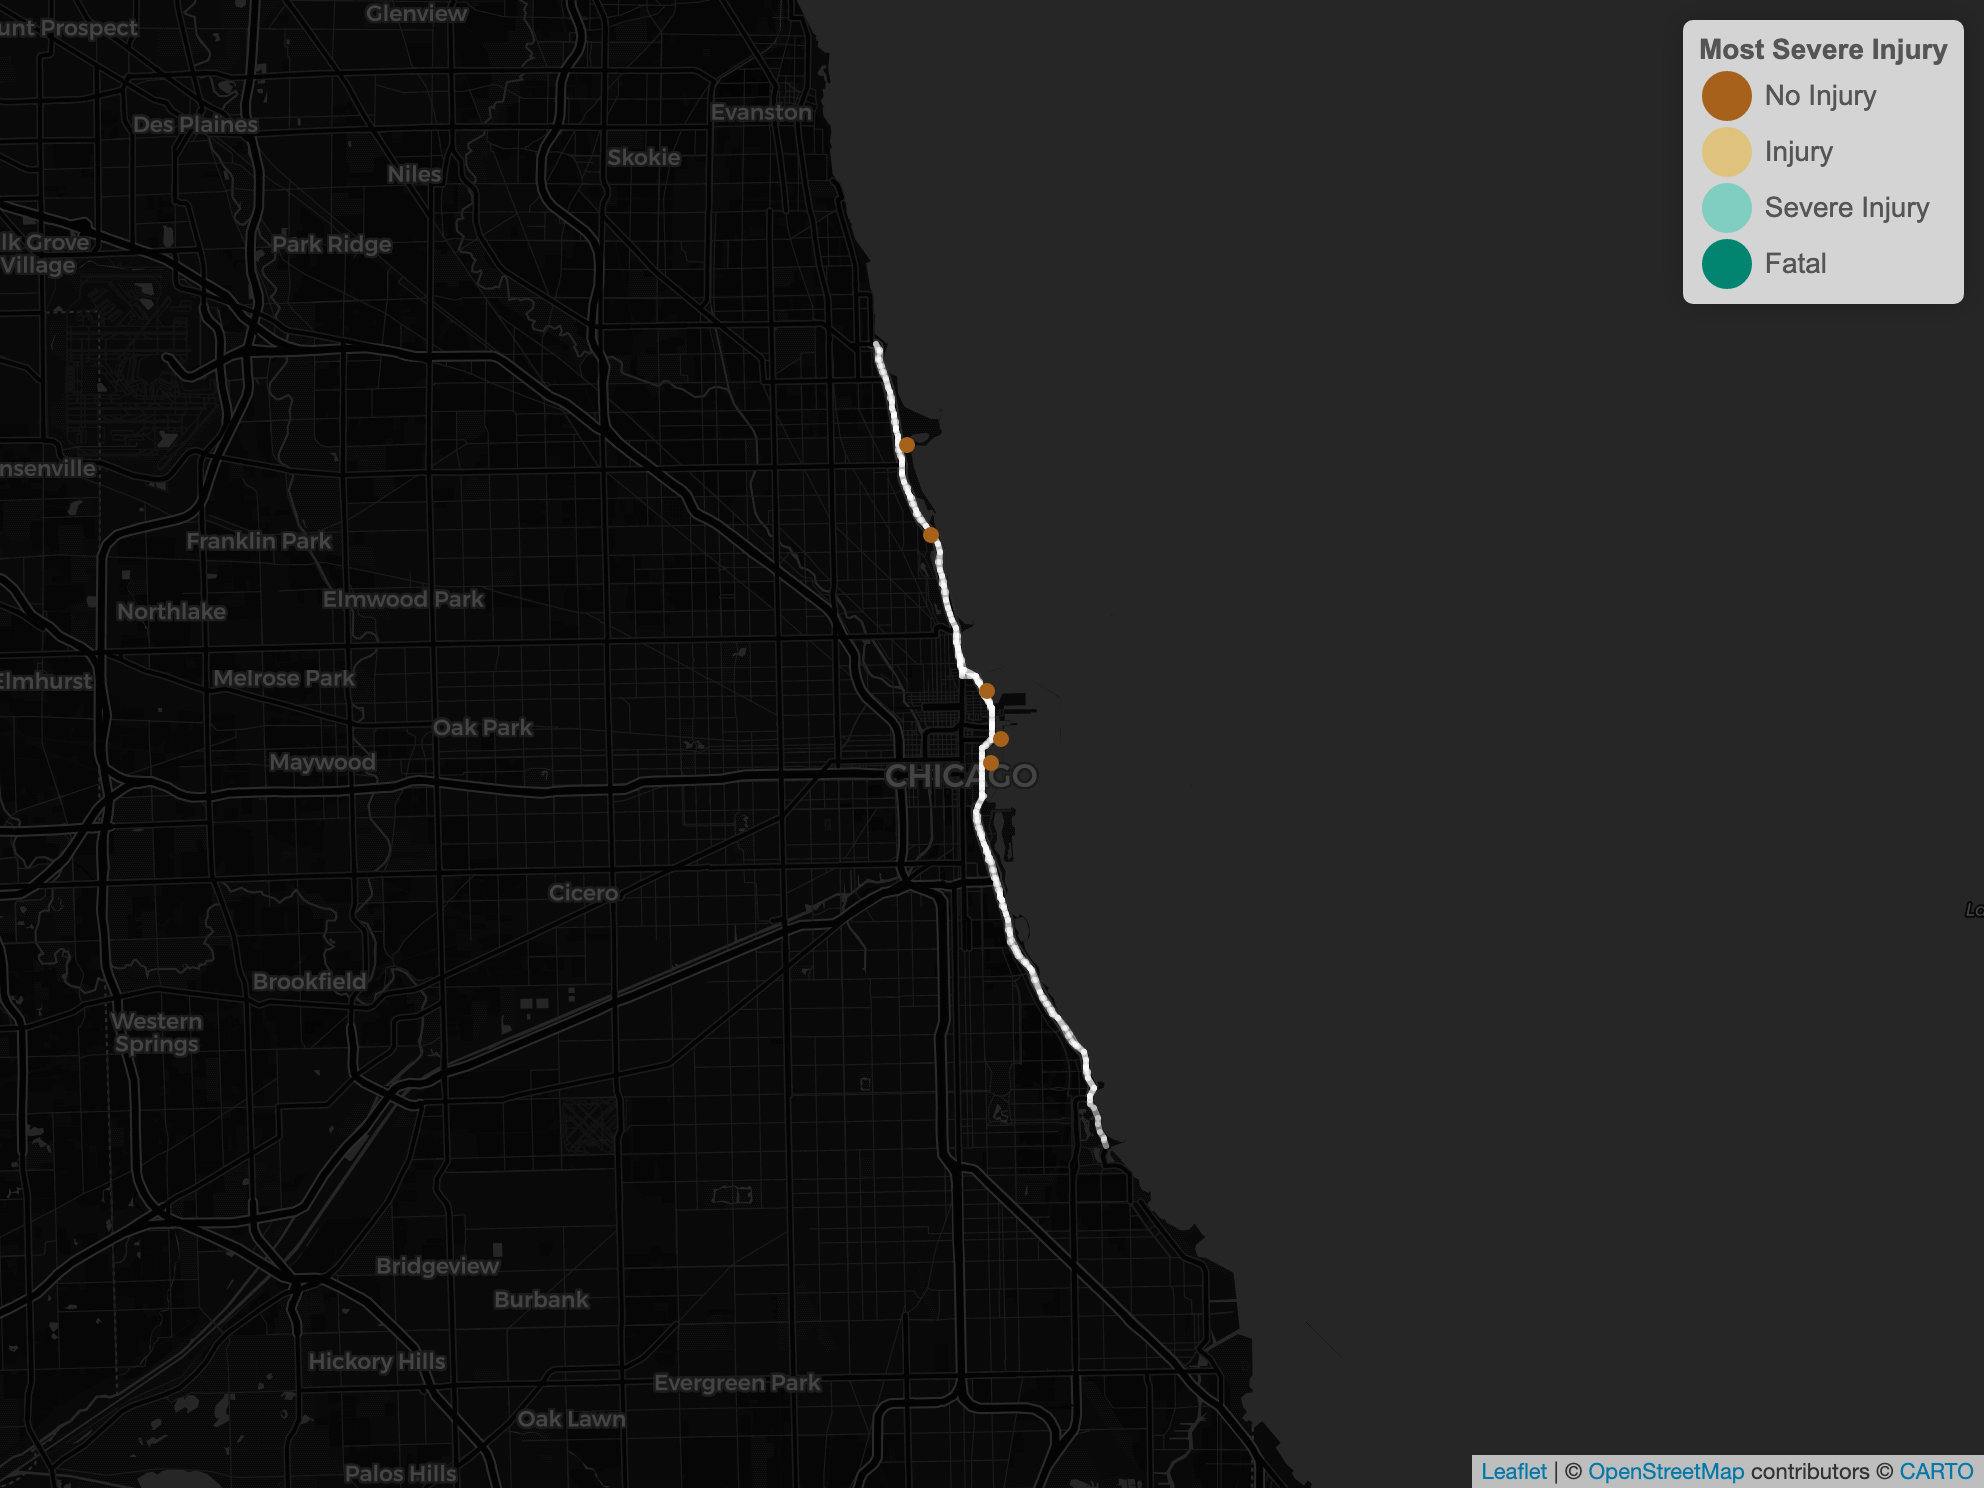 Glenview
unt Prospect
Most Severe Injury
No Injury
Injury
Severe Injury
Fatal
Evanston
Des Plaines
Skokie
Niles
lk Grove
Village
Park Ridge
nsenville
Franklin Park
Elmwood Park
Northlake
Elmhurst
Melrose Park
Oak Park
Maywood
CHICAGO
Cicero
Lo
Brookfield
Western
Springs
Bridgeview
Burbank
Hickory Hills
Evergreen Park
Oak Lawn
Palos Hills
Leaflet | © OpenStreetMap contributors © CARTO